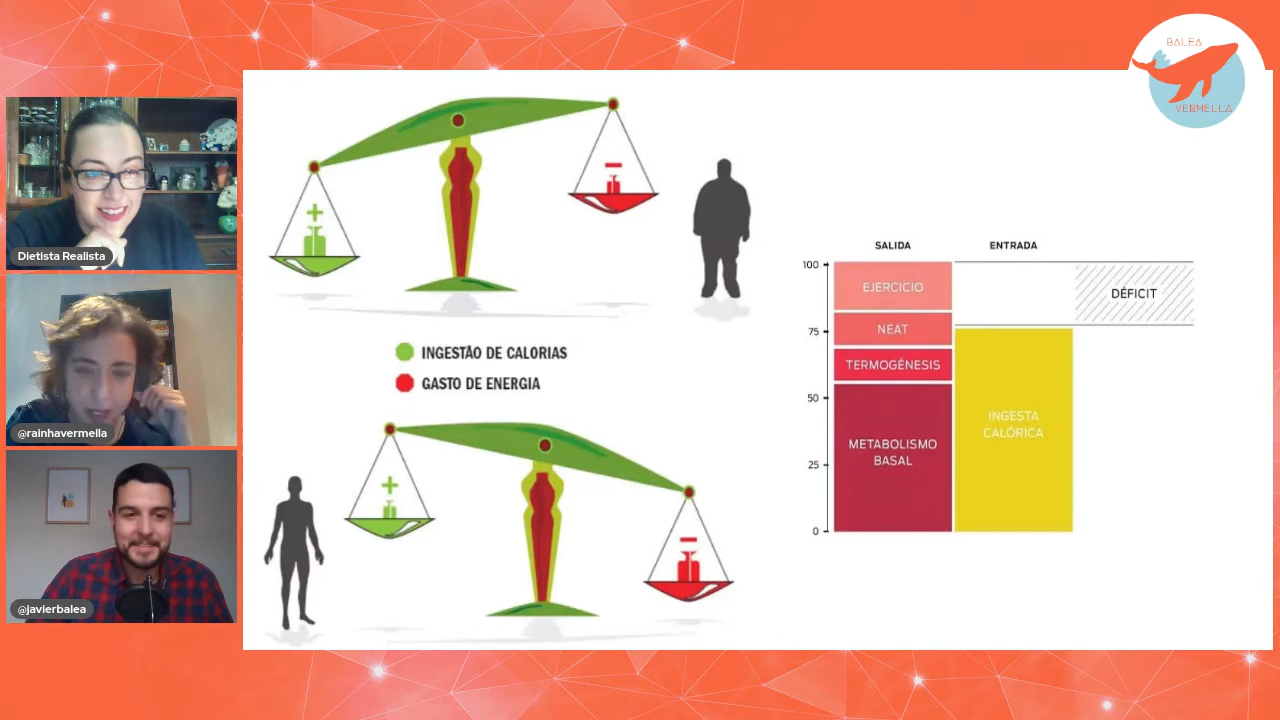 BALEA
VERMELLA
Dietista Realista
@rainhavermella
@javierbalea
+
−
INGESTÃO DE CALORIAS
GASTO DE ENERGIA
+
−
SALIDA
ENTRADA
100
75
50
25
0
EJERCICIO
NEAT
TERMOGÉNESIS
METABOLISMO
BASAL
INGESTA
CALÓRICA
DÉFICIT